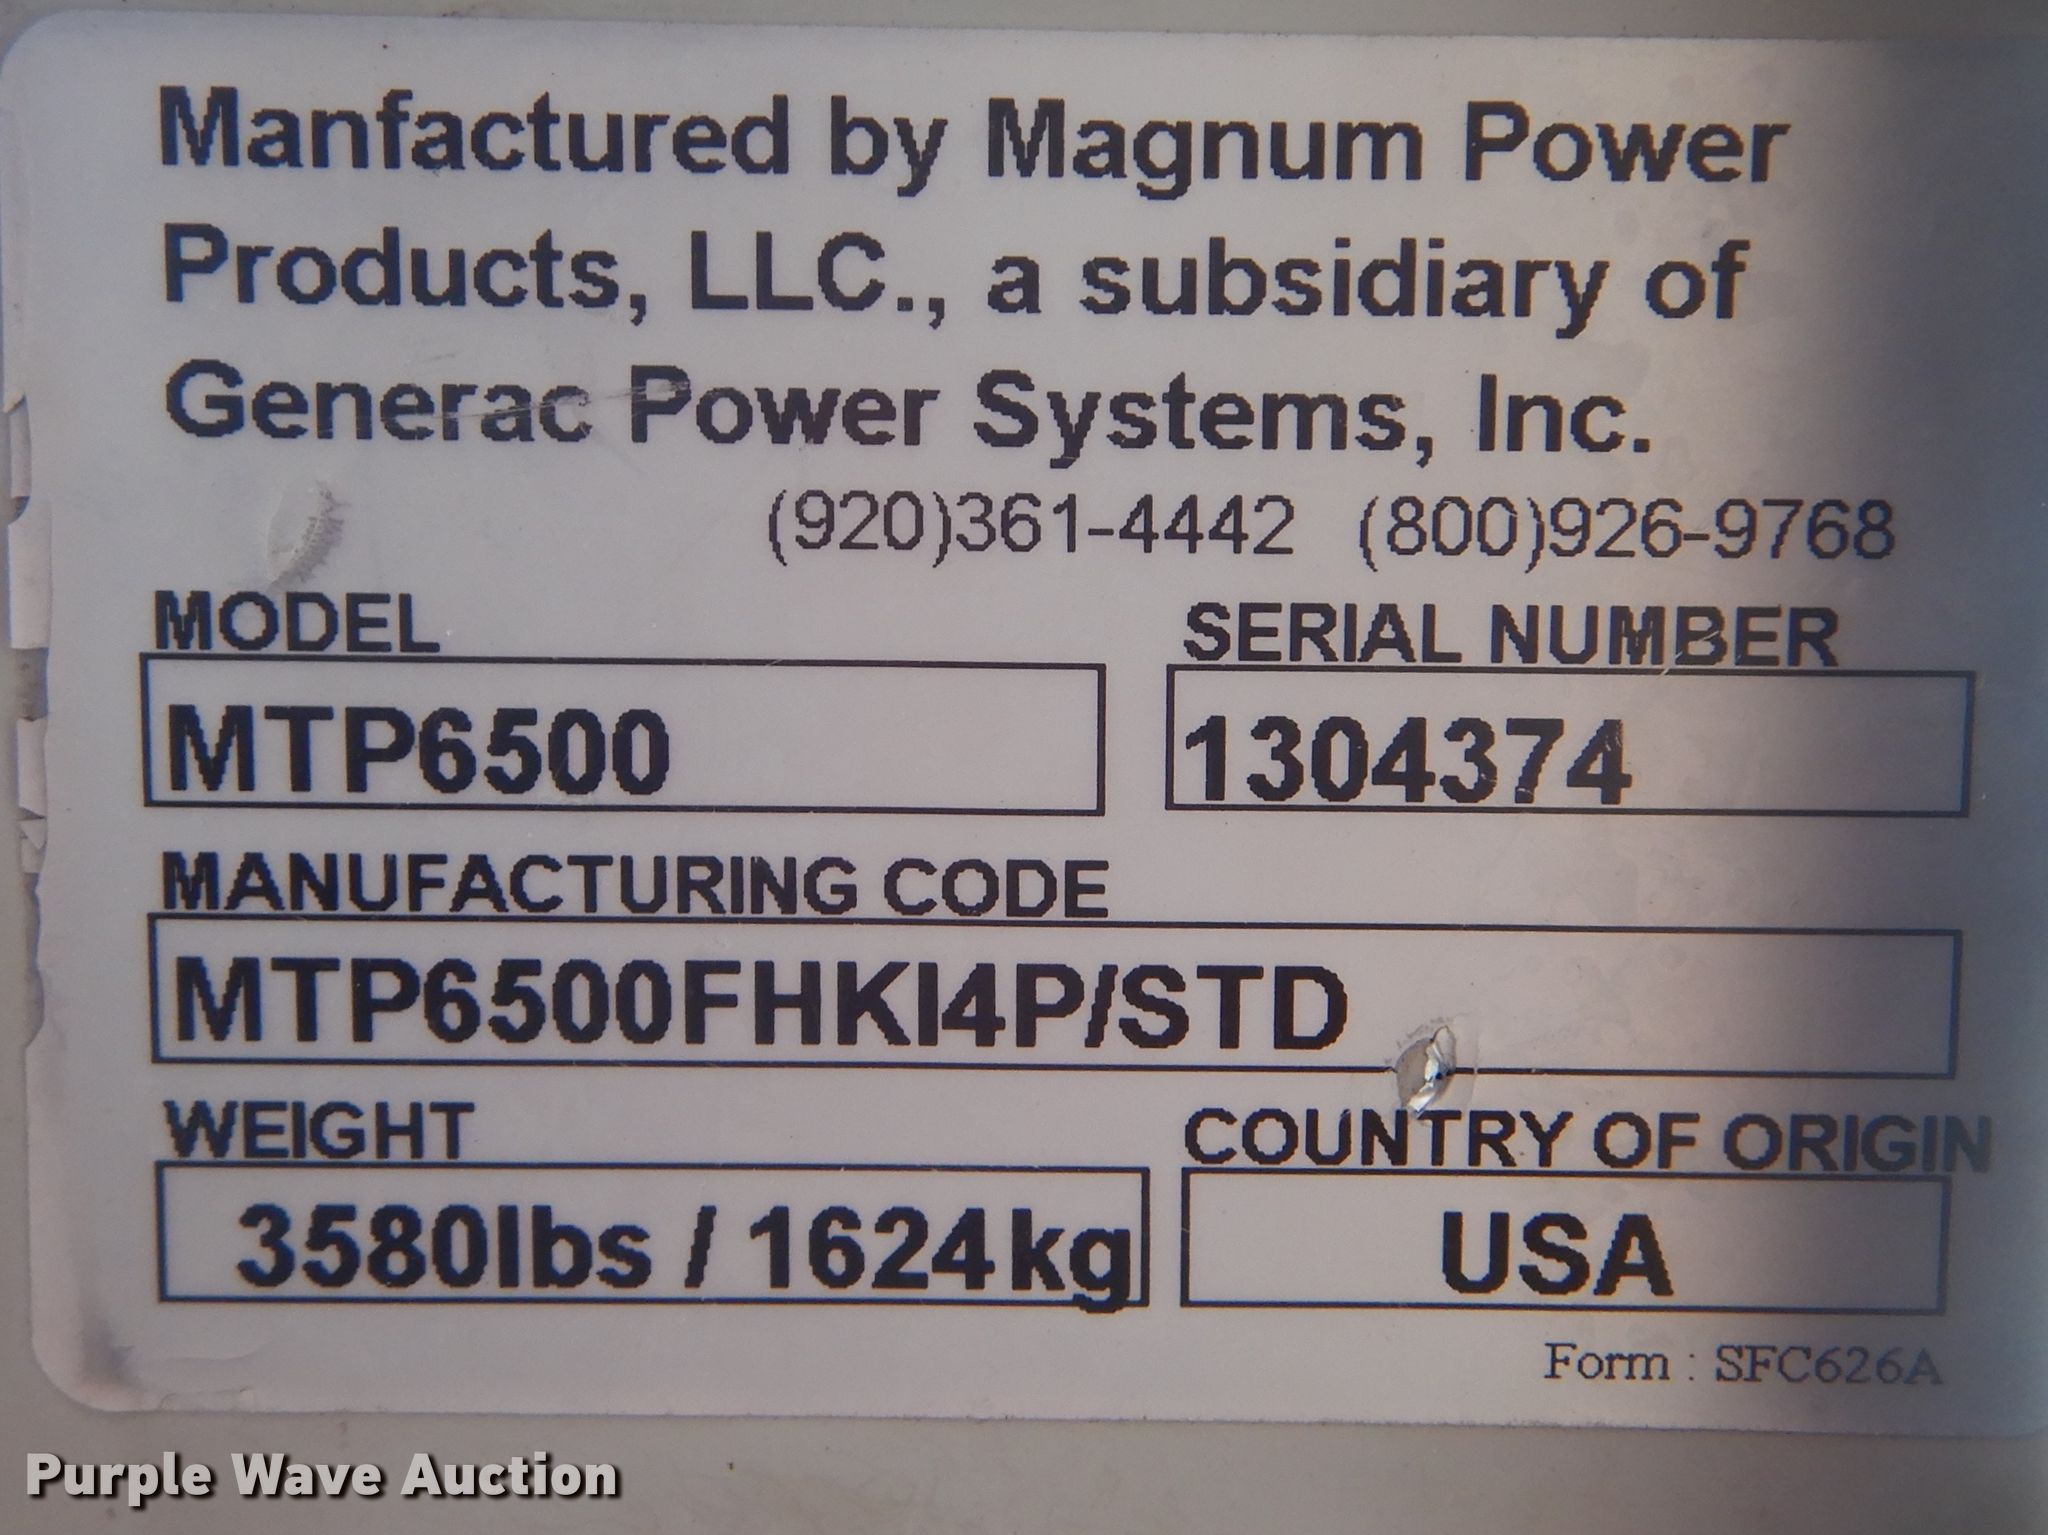 Manfactured by Magnum Power
Products, LLC., a subsidiary of
Generac Power Systems, Inc.
(920)361-4442 (800)926-9768
MODEL SERIAL NUMBER
MTP6500 1304374
MANUFACTURING CODE
MTP6500FHKI4P/STD
WEIGHT COUNTRY OF ORIGIN
3580lbs / 1624kg USA
Form : SFC626A
Purple Wave Auction